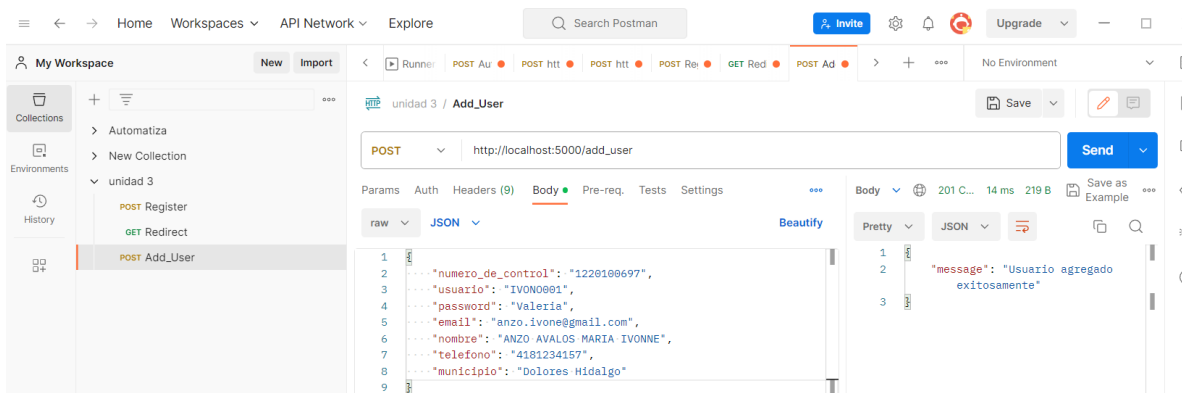 Home Workspaces API Network Explore Search Postman Invite Upgrade
My Workspace New Import Runner POST Au POST htt POST htt POST Re GET Red POST Ad No Environment
Collections
Environments
History
Automatiza
New Collection
unidad 3
POST Register
GET Redirect
POST Add_User
HTTP unidad 3 / Add_User Save
POST http://localhost:5000/add_user Send
Params Auth Headers (9) Body Pre-req. Tests Settings
raw JSON Beautify
1 {
2 "numero_de_control": "1220100697",
3 "usuario": "IVONO001",
4 "password": "Valeria",
5 "email": "anzo.ivone@gmail.com",
6 "nombre": "ANZO AVALOS MARIA IVONNE",
7 "telefono": "4181234157",
8 "municipio": "Dolores Hidalgo"
9 }
Body 201 C... 14 ms 219 B Save as Example
Pretty JSON
1 {
2 "message": "Usuario agregado
exitosamente"
3 }